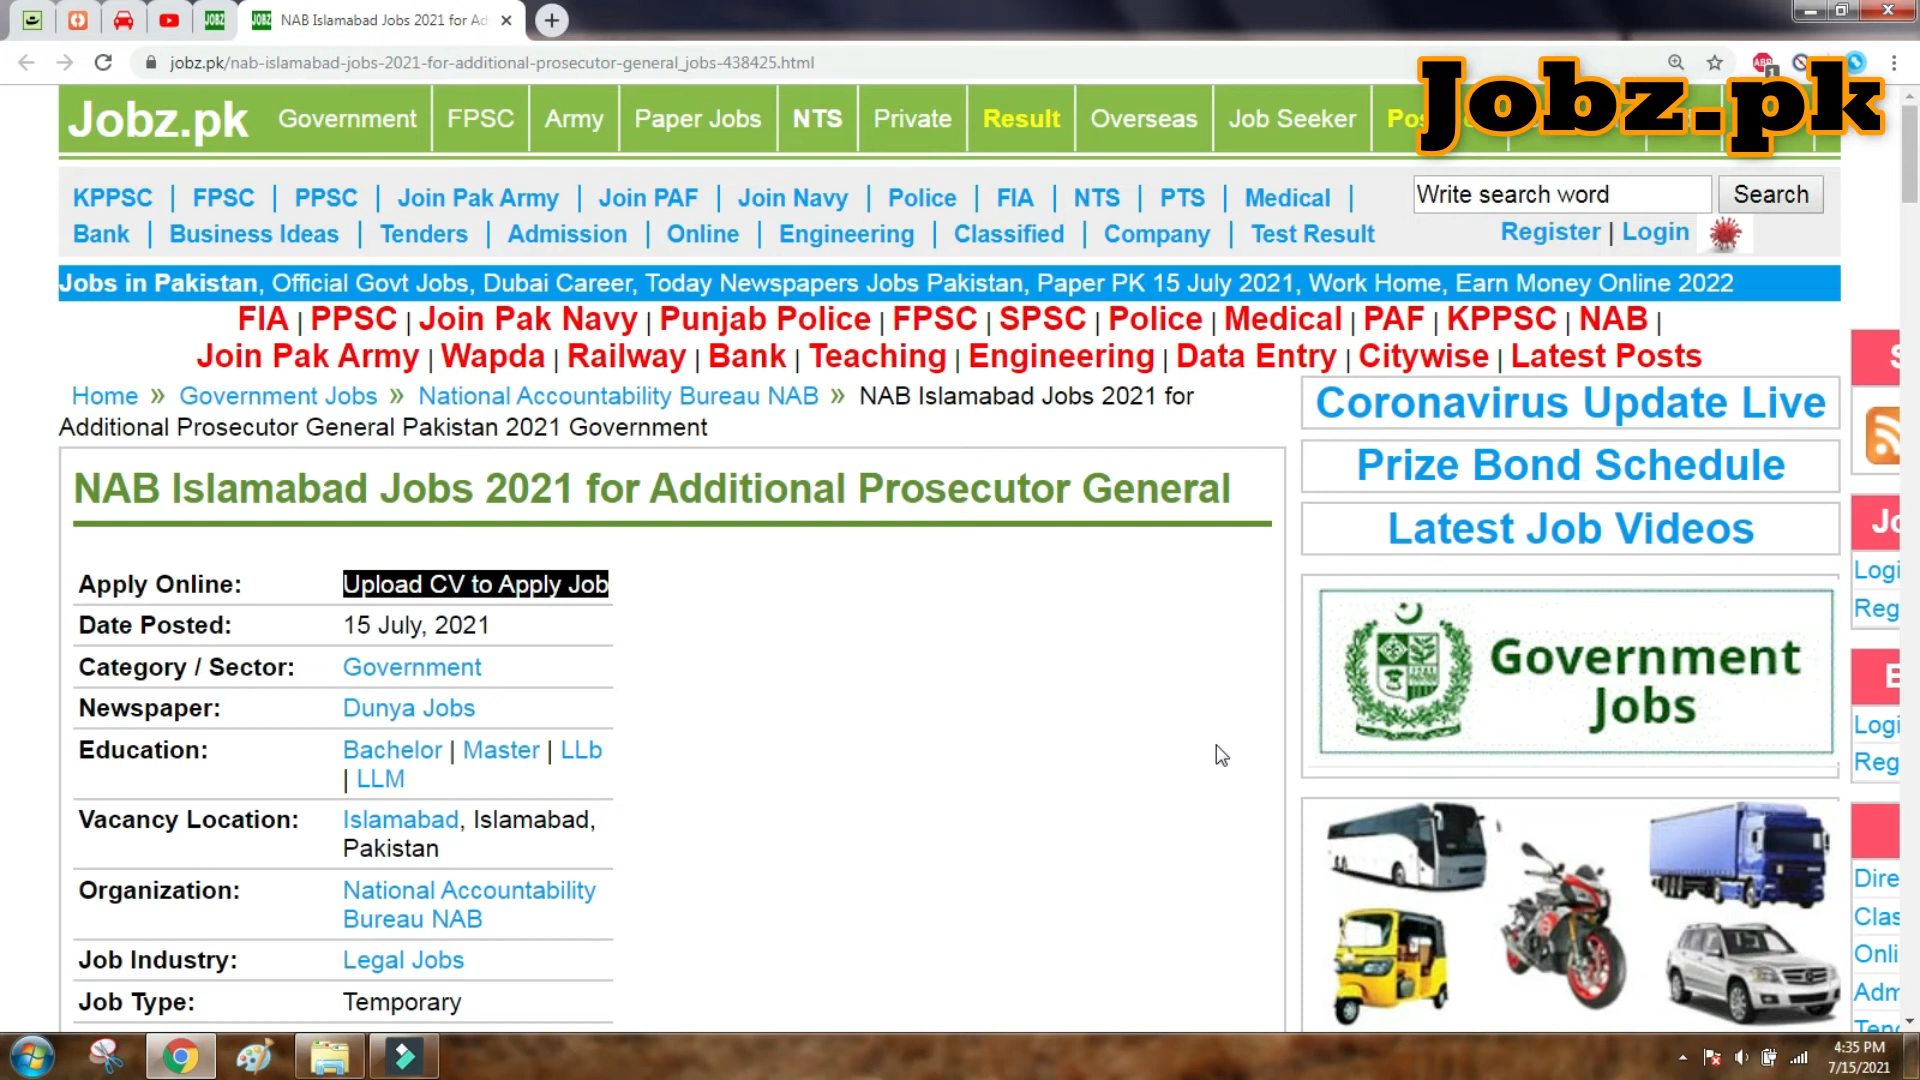 NAB Islamabad Jobs 2021 for Ad
jobz.pk/nab-islamabad-jobs-2021-for-additional-prosecutor-general_jobs-438425.html
Jobz.pk
Jobz.pk Government FPSC Army Paper Jobs NTS Private Result Overseas Job Seeker
KPPSC | FPSC | PPSC | Join Pak Army | Join PAF | Join Navy | Police | FIA | NTS | PTS | Medical |
Write search word Search
Bank | Business Ideas | Tenders | Admission | Online | Engineering | Classified | Company | Test Result
Register | Login
Jobs in Pakistan, Official Govt Jobs, Dubai Career, Today Newspapers Jobs Pakistan, Paper PK 15 July 2021, Work Home, Earn Money Online 2022
FIA | PPSC | Join Pak Navy | Punjab Police | FPSC | SPSC | Police | Medical | PAF | KPPSC | NAB |
Join Pak Army | Wapda | Railway | Bank | Teaching | Engineering | Data Entry | Citywise | Latest Posts
Home » Government Jobs » National Accountability Bureau NAB » NAB Islamabad Jobs 2021 for
Additional Prosecutor General Pakistan 2021 Government
Coronavirus Update Live
Prize Bond Schedule
Latest Job Videos
NAB Islamabad Jobs 2021 for Additional Prosecutor General
Apply Online: Upload CV to Apply Job
Date Posted: 15 July, 2021
Category / Sector: Government
Newspaper: Dunya Jobs
Education: Bachelor | Master | LLb
| LLM
Vacancy Location: Islamabad, Islamabad,
Pakistan
Organization: National Accountability
Bureau NAB
Job Industry: Legal Jobs
Job Type: Temporary
Government
Jobs
Logi
Reg
Logi
Reg
Dire
Clas
Onli
Adm
4:35 PM
7/15/2021